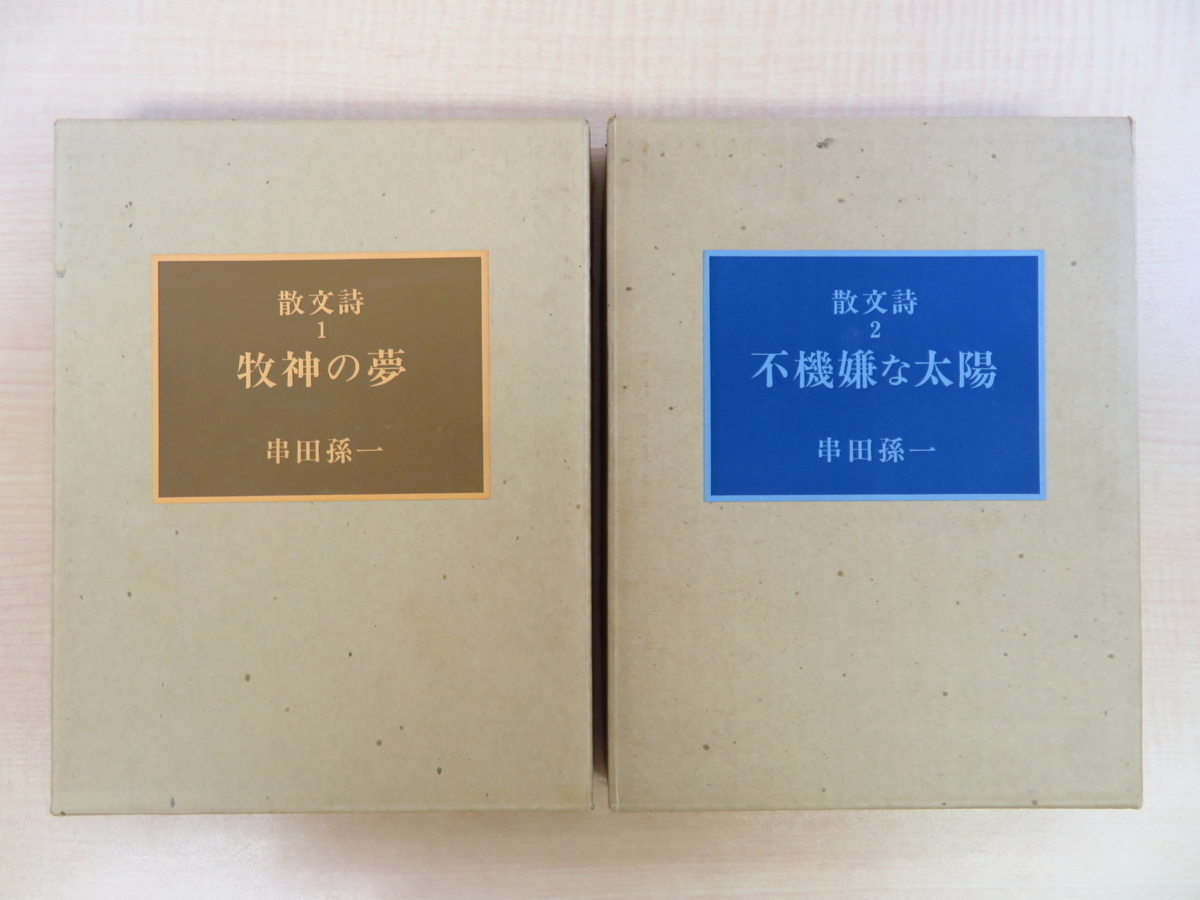 散文詩
1
牧神の夢
串田孫一
散文詩
2
不機嫌な太陽
串田孫一